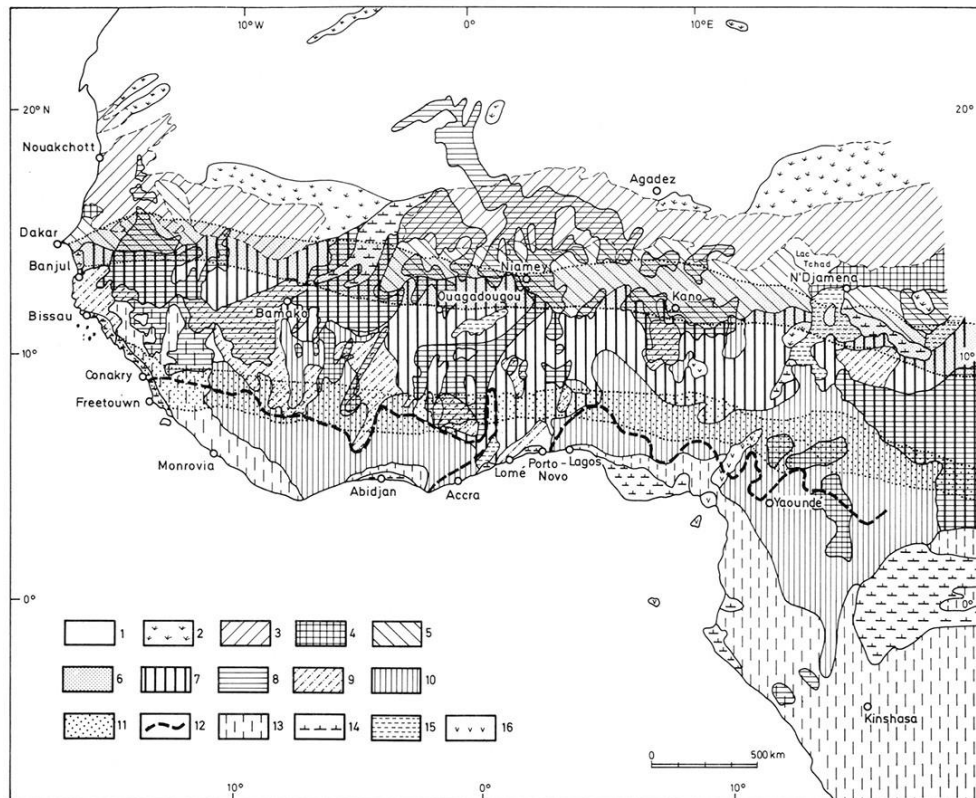 10°W 0° 10°E
20°N 20°
Nouakchott
Agadez
Dakar
Lac Tchad
Banjul
Niamey
N'Djamena
Ouagadougou
Kano
Bissau
Bamako
10° 10°
Conakry
Freetouwn
Monrovia
Abidjan
Accra
Lomé
Porto-Novo
Lagos
Yaoundé
0° 0°
1 2 3 4 5
6 7 8 9 10
11 12 13 14 15 16
Kinshasa
0 500 km
10° 0° 10°